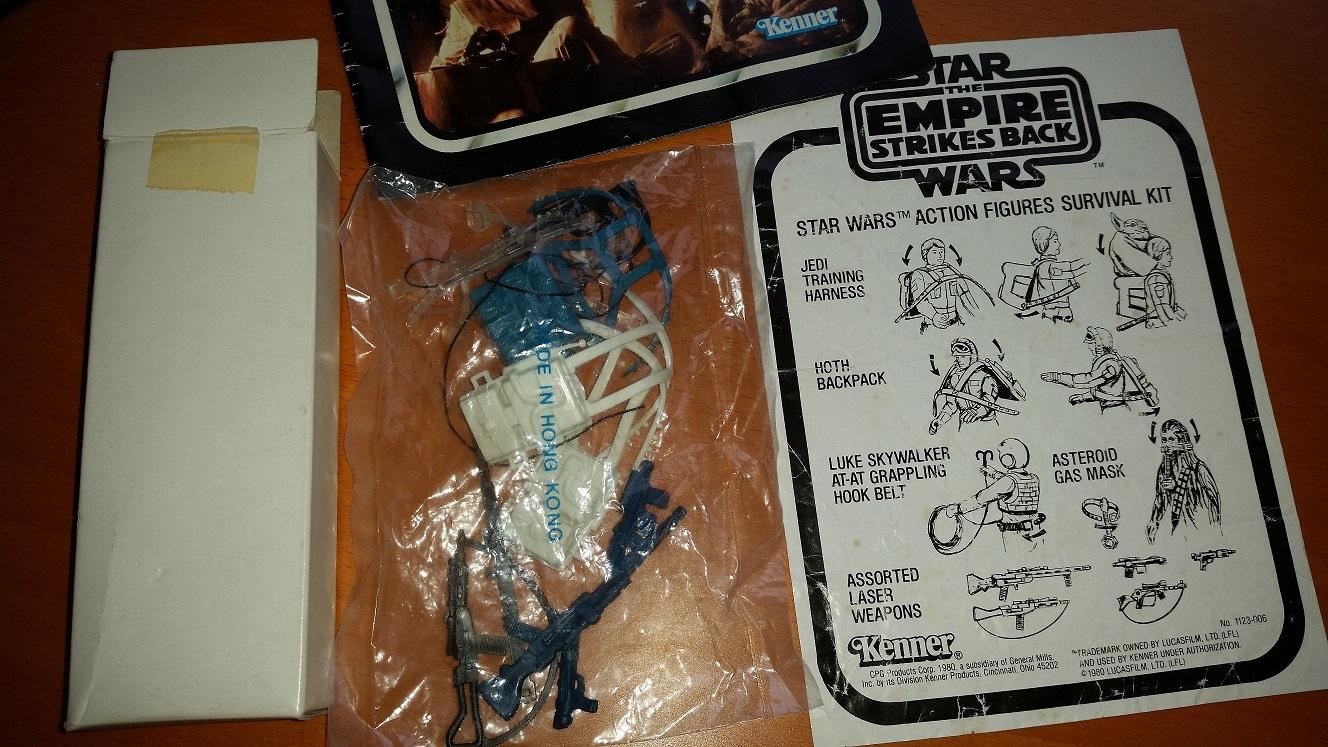 Kenner
STAR
THE
EMPIRE
STRIKES BACK
WARS™
STAR WARS™ ACTION FIGURES SURVIVAL KIT
JEDI
TRAINING
HARNESS
HOTH
BACKPACK
LUKE SKYWALKER
AT-AT GRAPPLING
HOOK BELT
ASTEROID
GAS MASK
ASSORTED
LASER
WEAPONS
Kenner®
CPG Products Corp. 1980, a subsidiary of General Mills,
Inc. by its Division Kenner Products, Cincinnati, Ohio 45202
No. 1123-006
™TRADEMARK OWNED BY LUCASFILM, LTD. (LFL)
AND USED BY KENNER UNDER AUTHORIZATION.
©1980 LUCASFILM, LTD. (LFL)
DE IN HONG KONG